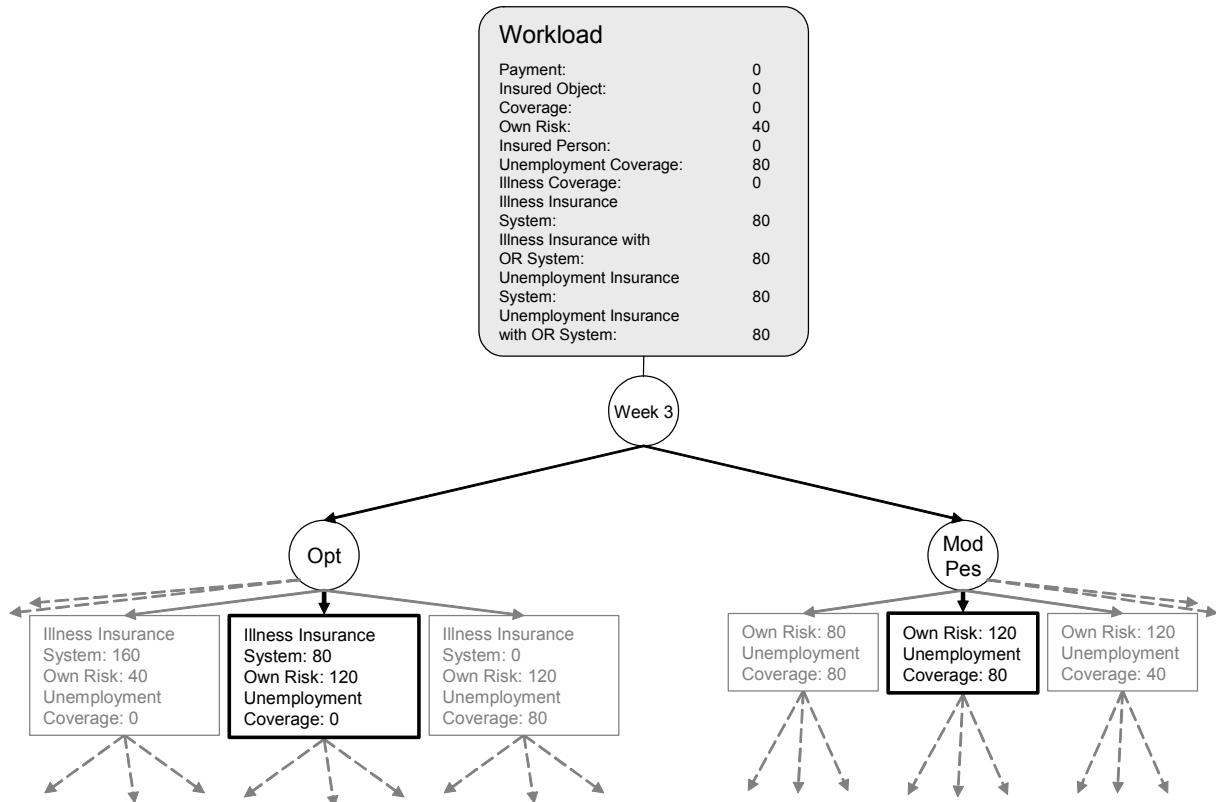 Workload
Payment: 0
Insured Object: 0
Coverage: 0
Own Risk: 40
Insured Person: 0
Unemployment Coverage: 80
Illness Coverage: 0
Illness Insurance
System: 80
Illness Insurance with
OR System: 80
Unemployment Insurance
System: 80
Unemployment Insurance
with OR System: 80
Week 3
Opt
Mod
Pes
Illness Insurance
System: 160
Own Risk: 40
Unemployment
Coverage: 0
Illness Insurance
System: 80
Own Risk: 120
Unemployment
Coverage: 0
Illness Insurance
System: 0
Own Risk: 120
Unemployment
Coverage: 80
Own Risk: 80
Unemployment
Coverage: 80
Own Risk: 120
Unemployment
Coverage: 80
Own Risk: 120
Unemployment
Coverage: 40